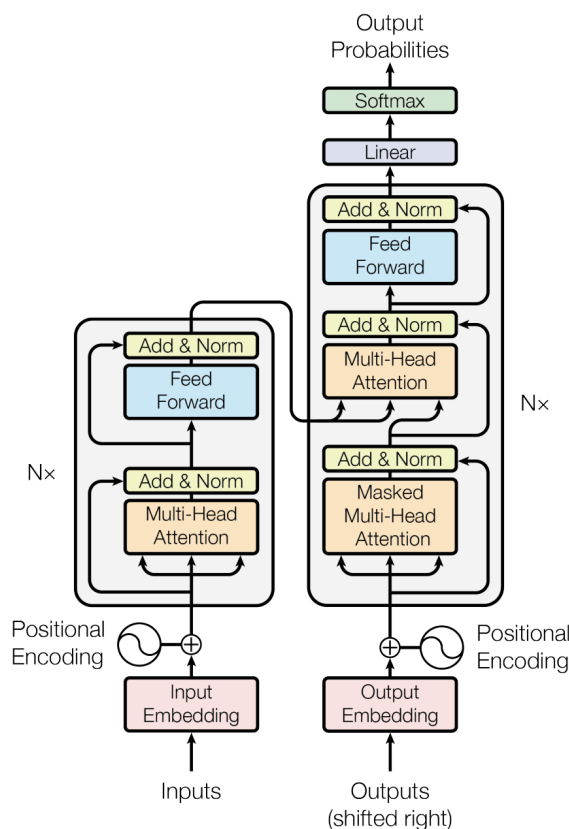 Output
Probabilities
Softmax
Linear
Add & Norm
Feed
Forward
Add & Norm
Multi-Head
Attention
Add & Norm
Masked
Multi-Head
Attention
N×
Add & Norm
Feed
Forward
Add & Norm
Multi-Head
Attention
N×
Positional
Encoding
Positional
Encoding
Input
Embedding
Output
Embedding
Inputs
Outputs
(shifted right)